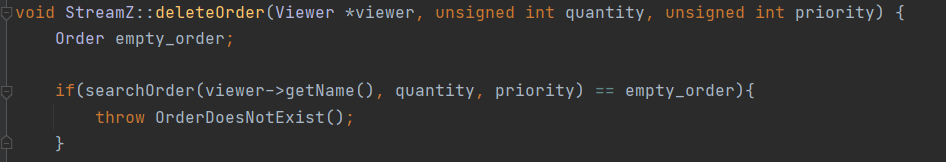 void StreamZ::deleteOrder(Viewer *viewer, unsigned int quantity, unsigned int priority) {
    Order empty_order;
    if(searchOrder(viewer->getName(), quantity, priority) == empty_order){
        throw OrderDoesNotExist();
    }